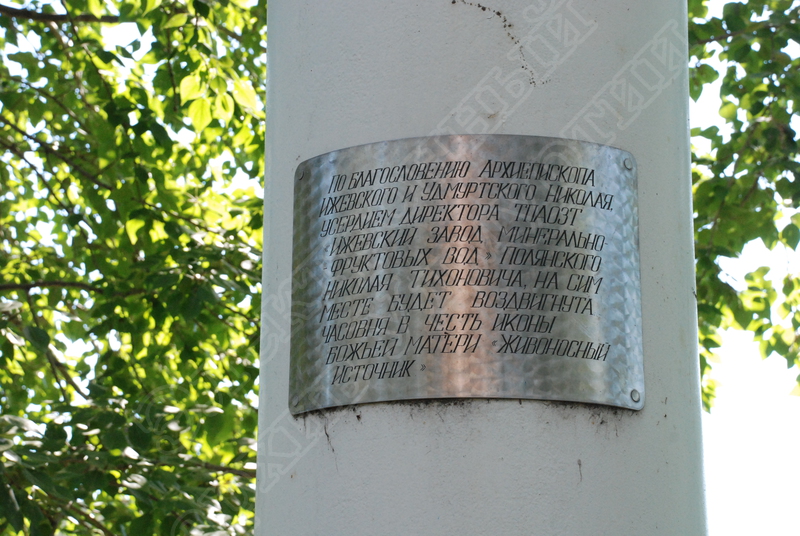 ПО БЛАГОСЛОВЕНИЮ АРХИЕПИСКОПА
ИЖЕВСКОГО И УДМУРТСКОГО НИКОЛАЯ,
УСЕРДИЕМ ДИРЕКТОРА ТПАОЗТ
«ИЖЕВСКИЙ ЗАВОД МИНЕРАЛЬНО-
-ФРУКТОВЫХ ВОД» ПОЛЯНСКОГО
НИКОЛАЯ ТИХОНОВИЧА, НА СИМ
МЕСТЕ БУДЕТ ВОЗДВИГНУТА
ЧАСОВНЯ В ЧЕСТЬ ИКОНЫ
БОЖЬЕЙ МАТЕРИ «ЖИВОНОСНЫЙ
ИСТОЧНИК»